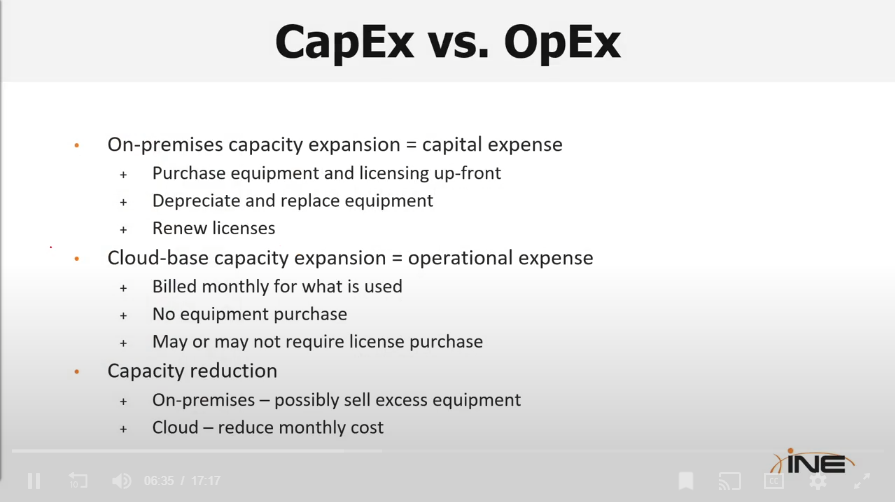 CapEx vs. OpEx
• On-premises capacity expansion = capital expense
+ Purchase equipment and licensing up-front
+ Depreciate and replace equipment
+ Renew licenses
• Cloud-base capacity expansion = operational expense
+ Billed monthly for what is used
+ No equipment purchase
+ May or may not require license purchase
• Capacity reduction
+ On-premises – possibly sell excess equipment
+ Cloud – reduce monthly cost
INE
10
06:35 / 17:17
CC